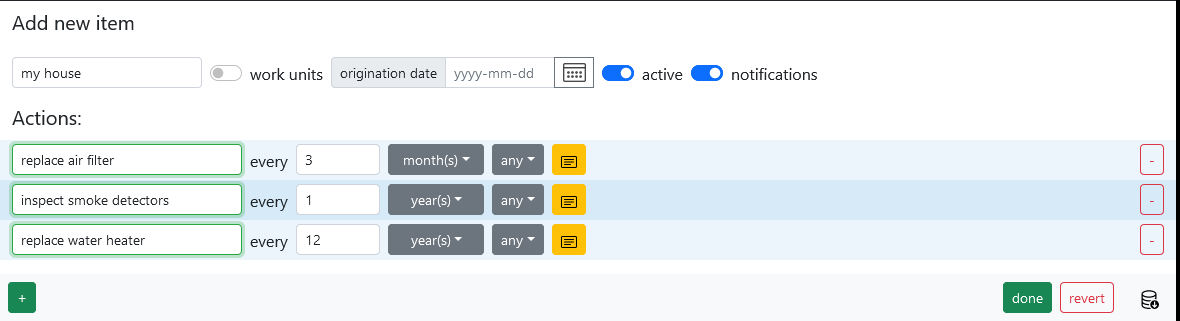 Add new item
my house work units origination date yyyy-mm-dd active notifications
Actions:
replace air filter every 3 month(s) any -
inspect smoke detectors every 1 year(s) any -
replace water heater every 12 year(s) any -
+ done revert